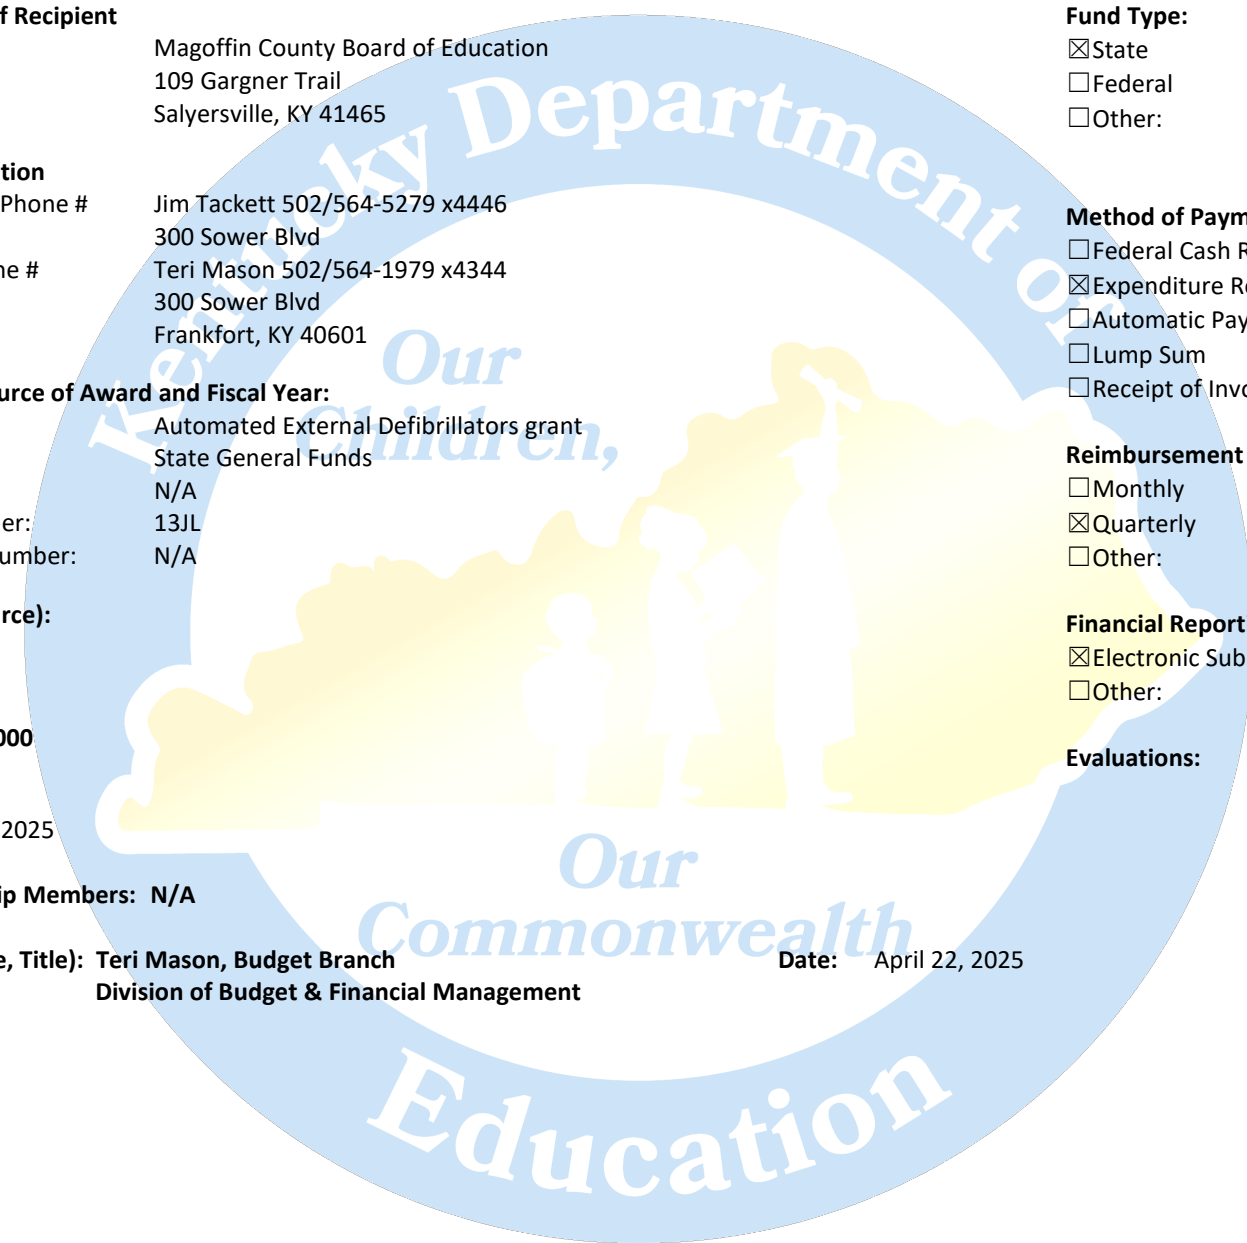 f Recipient
Magoffin County Board of Education
109 Gargner Trail
Salyersville, KY 41465
tion
Phone # Jim Tackett 502/564-5279 x4446
300 Sower Blvd
ne # Teri Mason 502/564-1979 x4344
300 Sower Blvd
Frankfort, KY 40601
urce of Award and Fiscal Year:
Automated External Defibrillators grant
State General Funds
N/A
er: 13JL
umber: N/A
rce):
000
2025
ip Members: N/A
e, Title): Teri Mason, Budget Branch
Division of Budget & Financial Management
Date: April 22, 2025
Fund Type:
☒State
☐Federal
☐Other:
Method of Paym
☐Federal Cash R
☒Expenditure Re
☐Automatic Pay
☐Lump Sum
☐Receipt of Invo
Reimbursement
☐Monthly
☒Quarterly
☐Other:
Financial Report
☒Electronic Sub
☐Other:
Evaluations:
Kentucky Department of
Education
Our
Children,
Our
Commonwealth